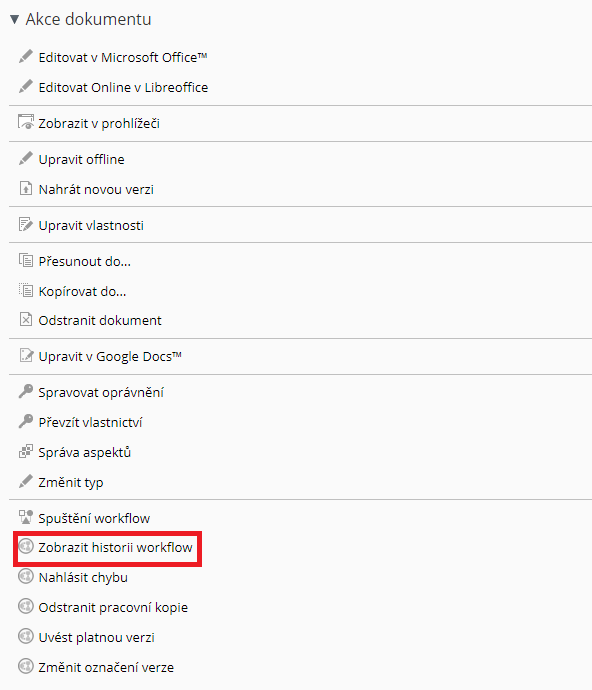 Akce dokumentu
Editovat v Microsoft Office™
Editovat Online v Libreoffice
Zobrazit v prohlížeči
Upravit offline
Nahrát novou verzi
Upravit vlastnosti
Přesunout do...
Kopírovat do...
Odstranit dokument
Upravit v Google Docs™
Spravovat oprávnění
Převzít vlastnictví
Správa aspektů
Změnit typ
Spuštění workflow
Zobrazit historii workflow
Nahlásit chybu
Odstranit pracovní kopie
Uvést platnou verzi
Změnit označení verze